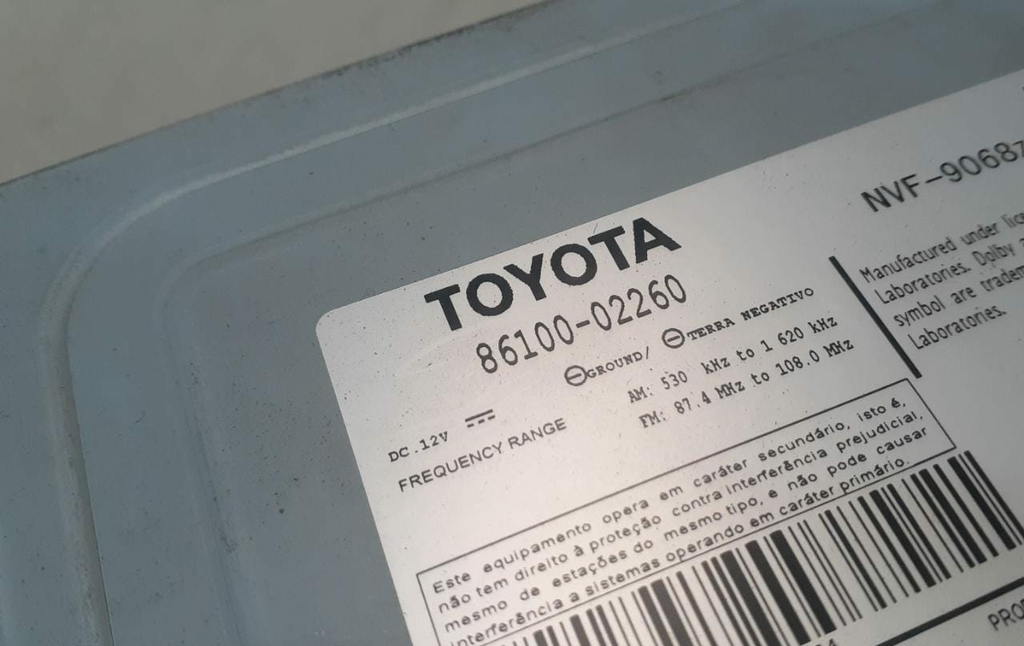 TOYOTA
86100-02260
⊖GROUND/ ⊖TERRA NEGATIVO
DC.12V
FREQUENCY RANGE
AM: 530 kHz to 1 620 kHz
FM: 87.4 MHz to 108.0 MHz
Este equipamento opera em caráter secundário, isto é,
não tem direito à proteção contra interferência prejudicial,
mesmo de estações do mesmo tipo, e não pode causar
interferência a sistemas operando em caráter primário.
NVF-9068
Manufactured under
Laboratories. Dolby
symbol are
Laboratories.